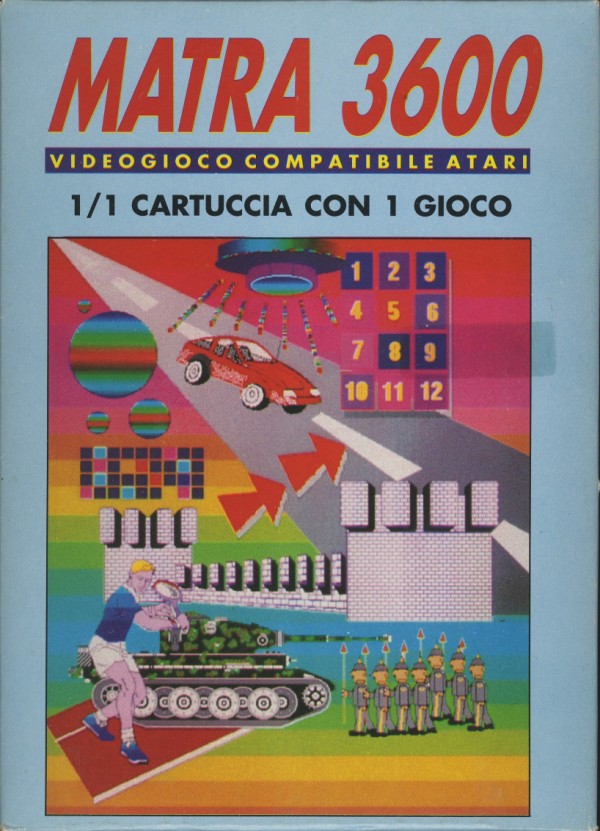 MATRA 3600
VIDEOGIOCO COMPATIBILE ATARI
1/1 CARTUCCIA CON 1 GIOCO
1 2 3
4 5 6
7 8 9
10 11 12